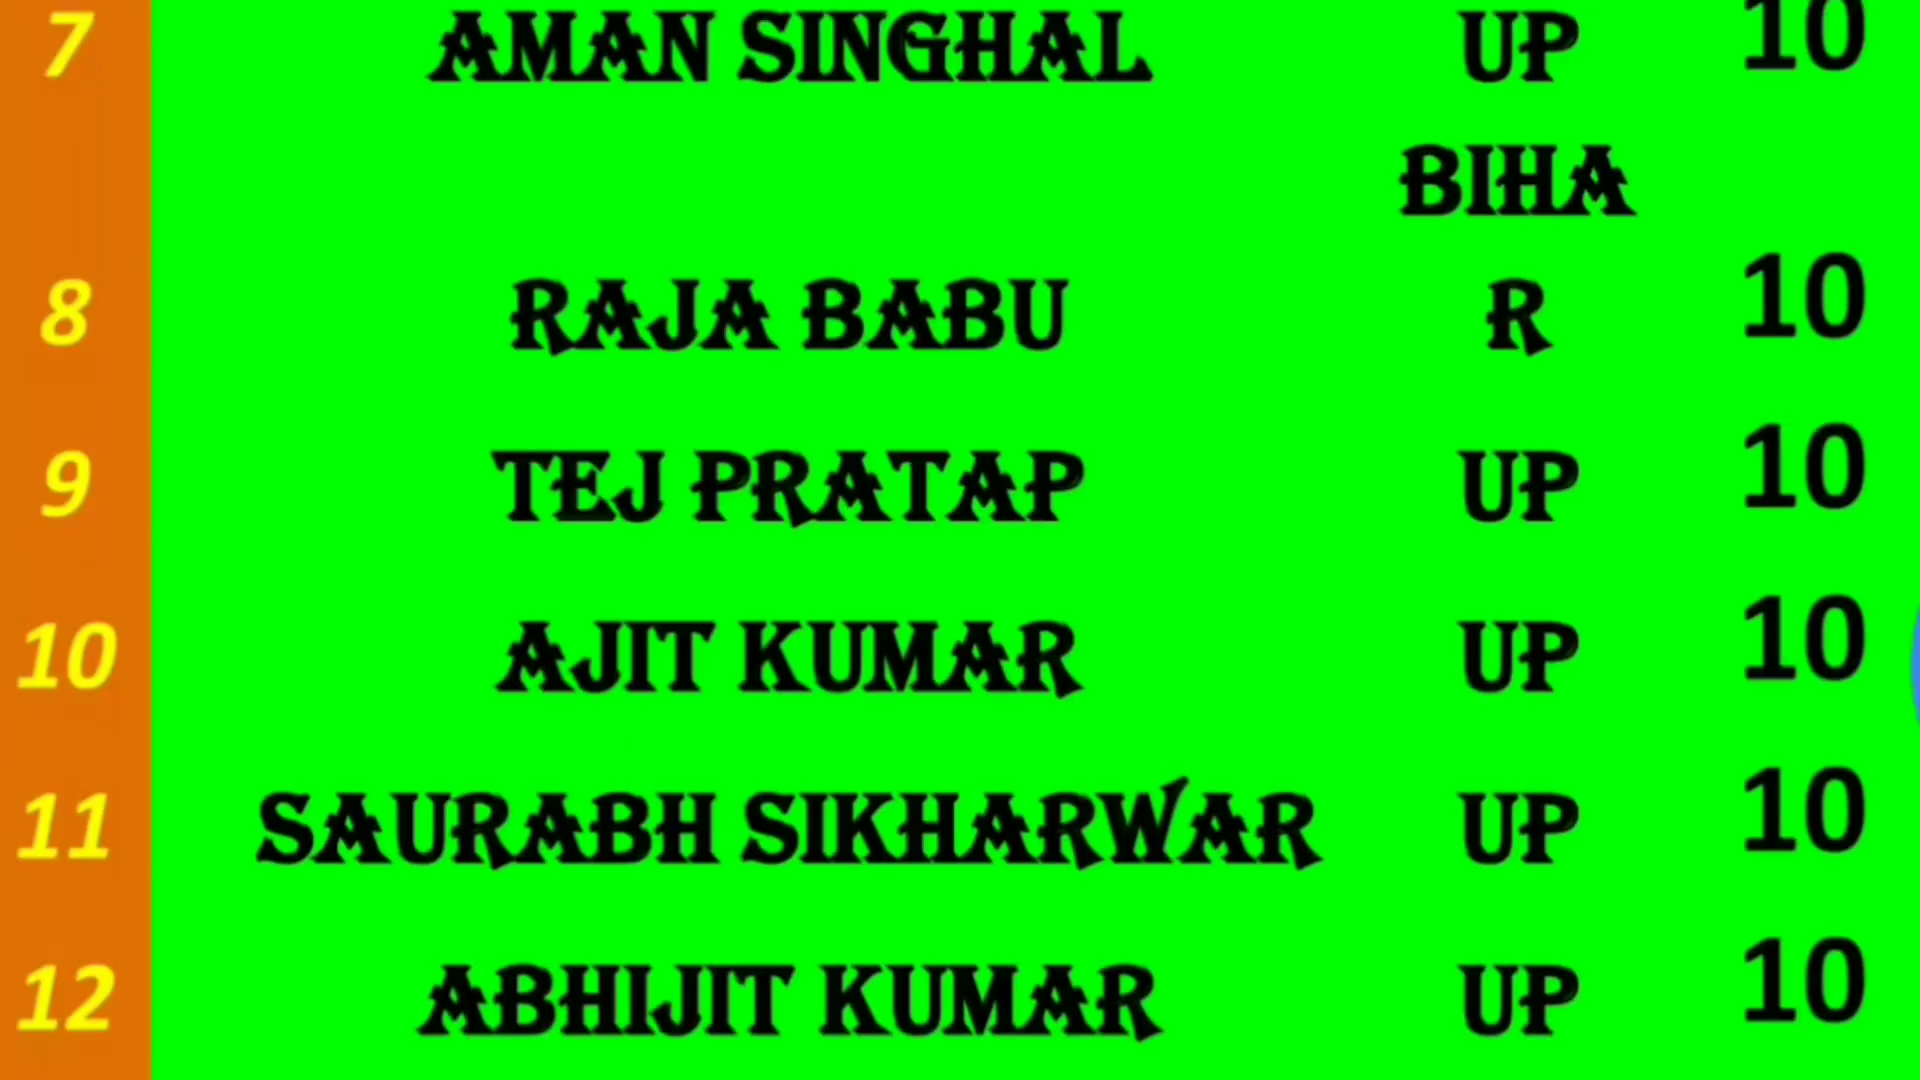 7 AMAN SINGHAL UP 10
BIHA
8 RAJA BABU R 10
9 TEJ PRATAP UP 10
10 AJIT KUMAR UP 10
11 SAURABH SIKHARWAR UP 10
12 ABHIJIT KUMAR UP 10